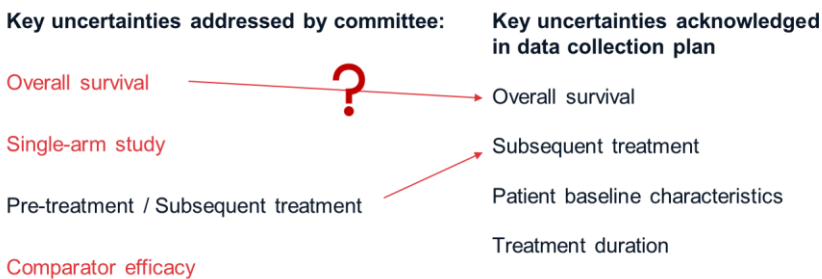 Key uncertainties addressed by committee:
Overall survival
Single-arm study
Pre-treatment / Subsequent treatment
Comparator efficacy
?
Key uncertainties acknowledged
in data collection plan
Overall survival
Subsequent treatment
Patient baseline characteristics
Treatment duration